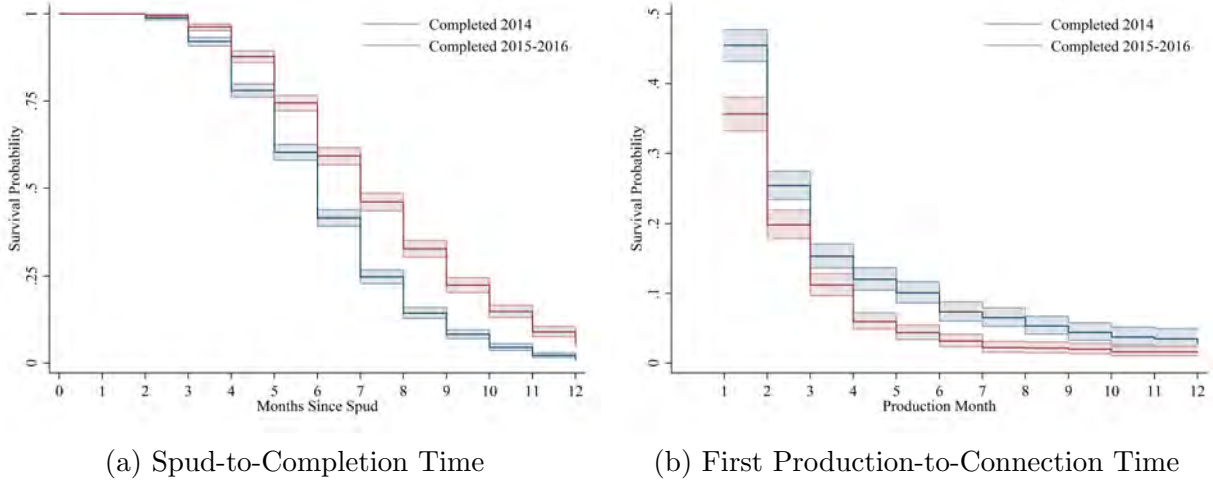 Completed 2014
Completed 2015-2016
Survival Probability
1
.75
.5
.25
0
0 1 2 3 4 5 6 7 8 9 10 11 12
Months Since Spud
(a) Spud-to-Completion Time
Completed 2014
Completed 2015-2016
Survival Probability
.5
.4
.3
.2
.1
0
1 2 3 4 5 6 7 8 9 10 11 12
Production Month
(b) First Production-to-Connection Time